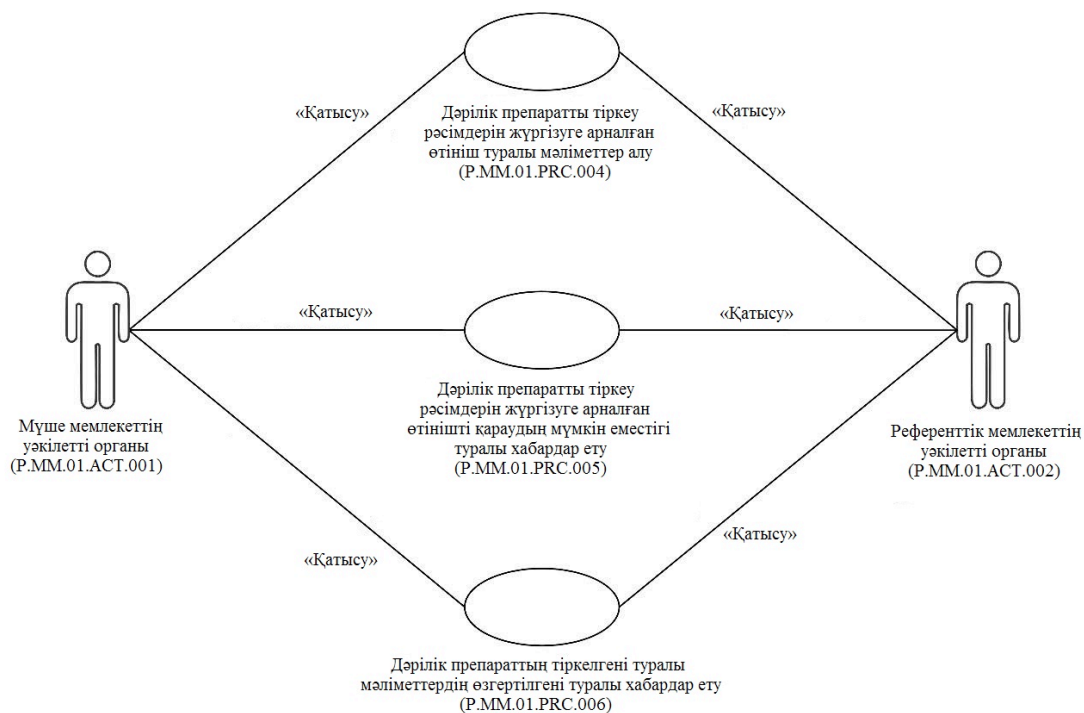 «Қатысу»
«Қатысу»
Дәрілік препаратты тіркеу
рәсімдерін жүргізуге арналған
өтініш туралы мәліметтер алу
(P.MM.01.PRC.004)
«Қатысу»
«Қатысу»
Дәрілік препаратты тіркеу
рәсімдерін жүргізуге арналған
өтінішті қараудың мүмкін еместігі
туралы хабардар ету
(P.MM.01.PRC.005)
Мүше мемлекеттің
уәкілетті органы
(P.MM.01.ACT.001)
Референттік мемлекеттің
уәкілетті органы
(P.MM.01.ACT.002)
«Қатысу»
«Қатысу»
Дәрілік препараттың тіркелгені туралы
мәліметтердің өзгертілгені туралы хабардар ету
(P.MM.01.PRC.006)